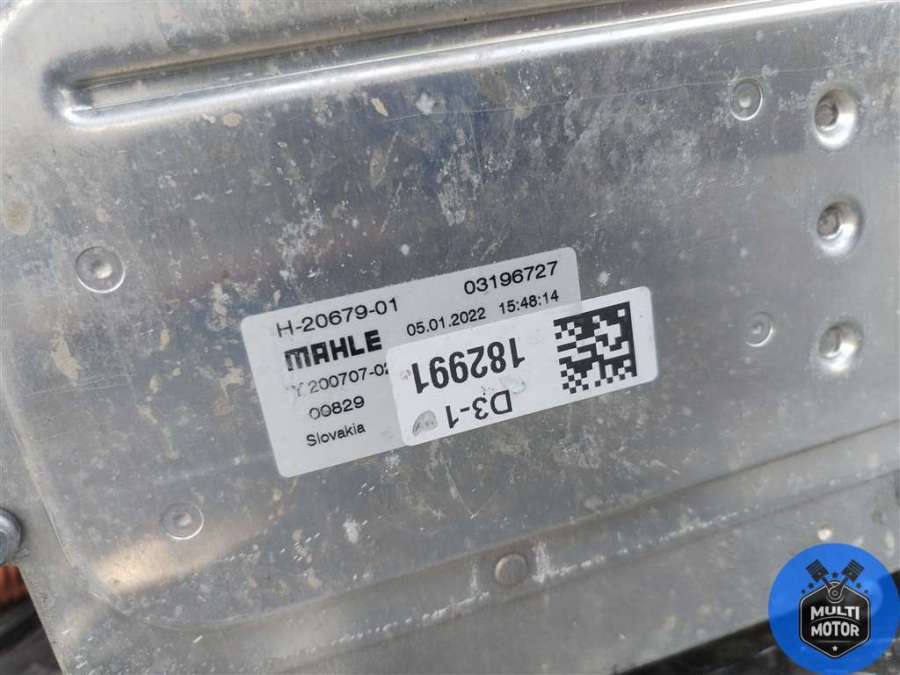 H-20679-01 03196727
MAHLE 05.01.2022 15:48:14
Y 200707-02
00829
Slovakia
182991
D3-1
MULTI
MOTOR